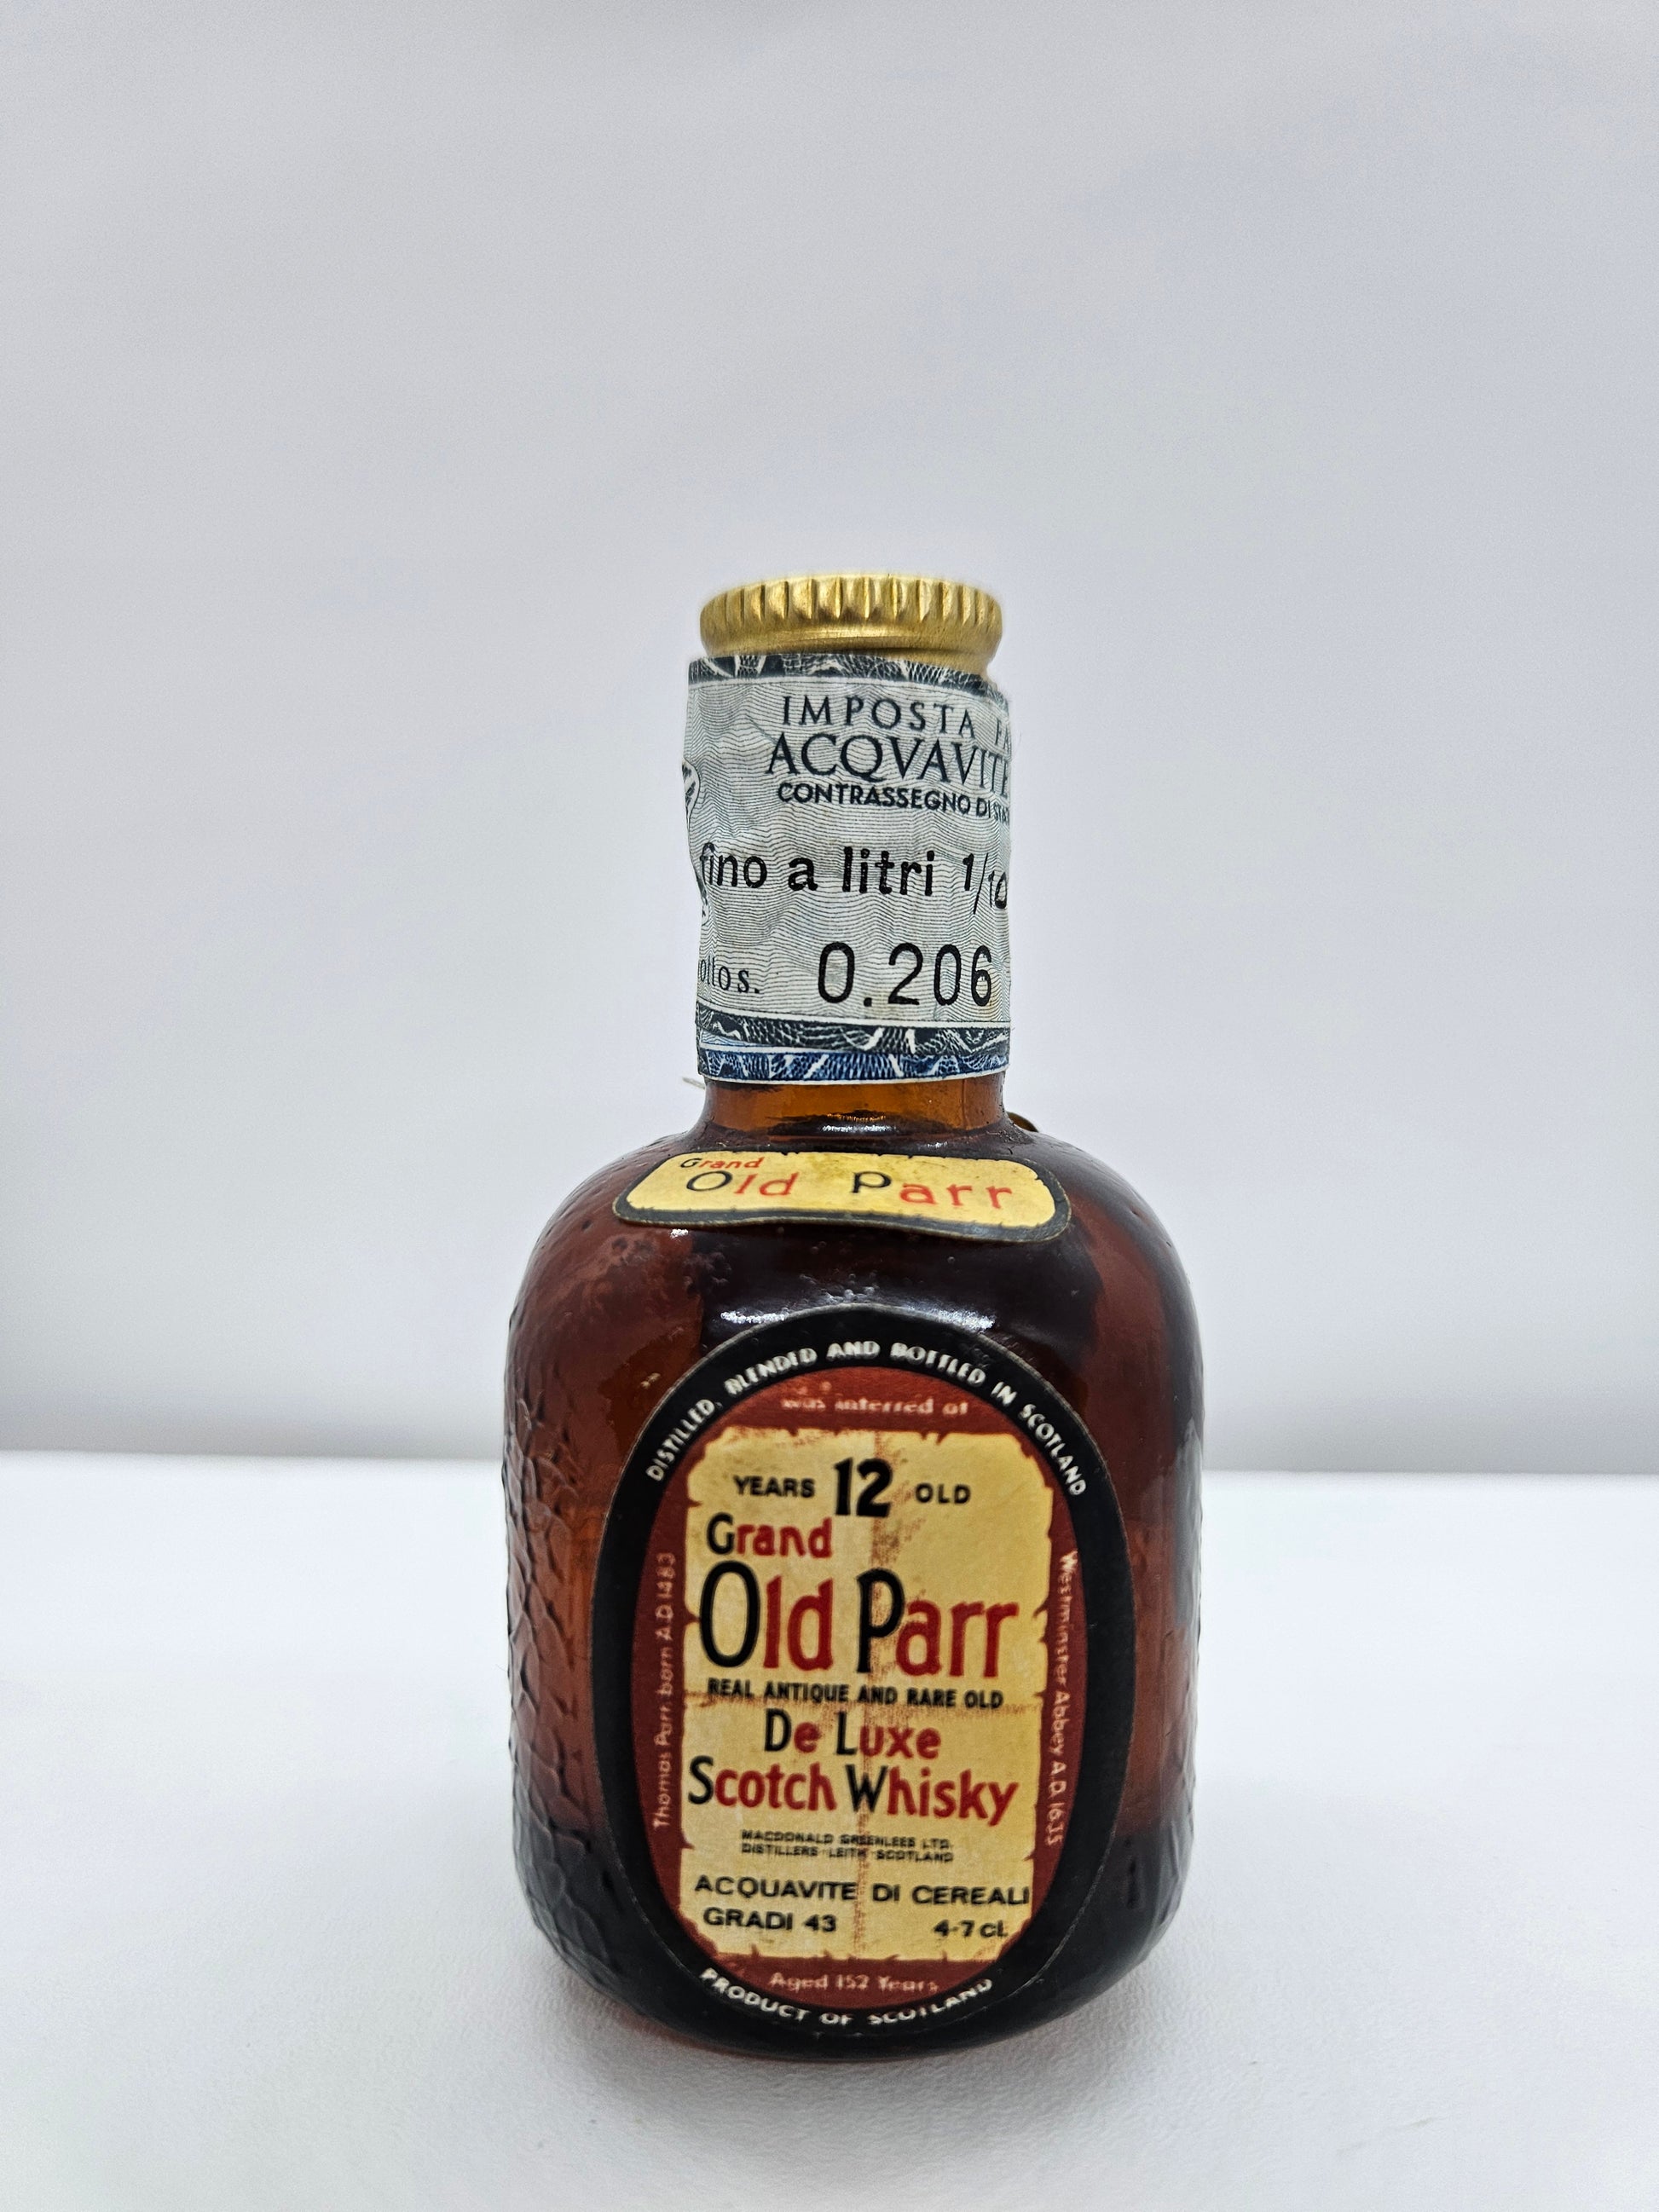 IMPOSTA
ACQVAVITE
CONTRASSEGNO DI
fino a litri 1/10
0.206
Grand
Old Parr
DISTILLED, BLENDED AND BOTTLED IN SCOTLAND
was interred at
YEARS 12 OLD
Grand
Old Parr
REAL ANTIQUE AND RARE OLD
De Luxe
Scotch Whisky
MACDONALD GREENLEES LTD.
DISTILLERS · LEITH · SCOTLAND
ACQUAVITE DI CEREALI
GRADI 43 4·7 cl.
Thomas Parr born A.D 1483
Westminster Abbey A.D. 1635
Aged 152 Years
PRODUCT OF SCOTLAND